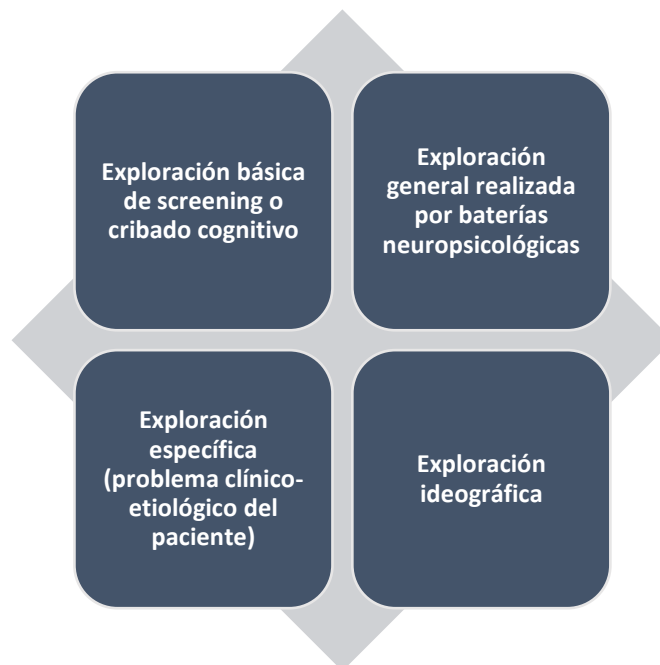 Exploración básica
de screening o
cribado cognitivo
Exploración
general realizada
por baterías
neuropsicológicas
Exploración
específica
(problema clínico-
etiológico del
paciente)
Exploración
ideográfica